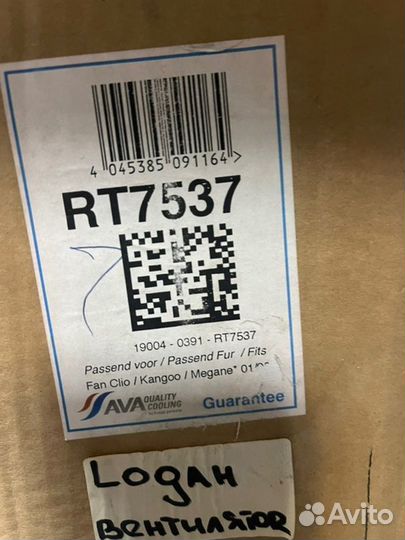 4 045385 091164>
RT7537
19004 - 0391 - RT7537
Passend voor / Passend Fur / Fits
Fan Clio / Kangoo / Megane* 01/
AVA QUALITY COOLING
Guarantee
Logан
вентилятор
Avito